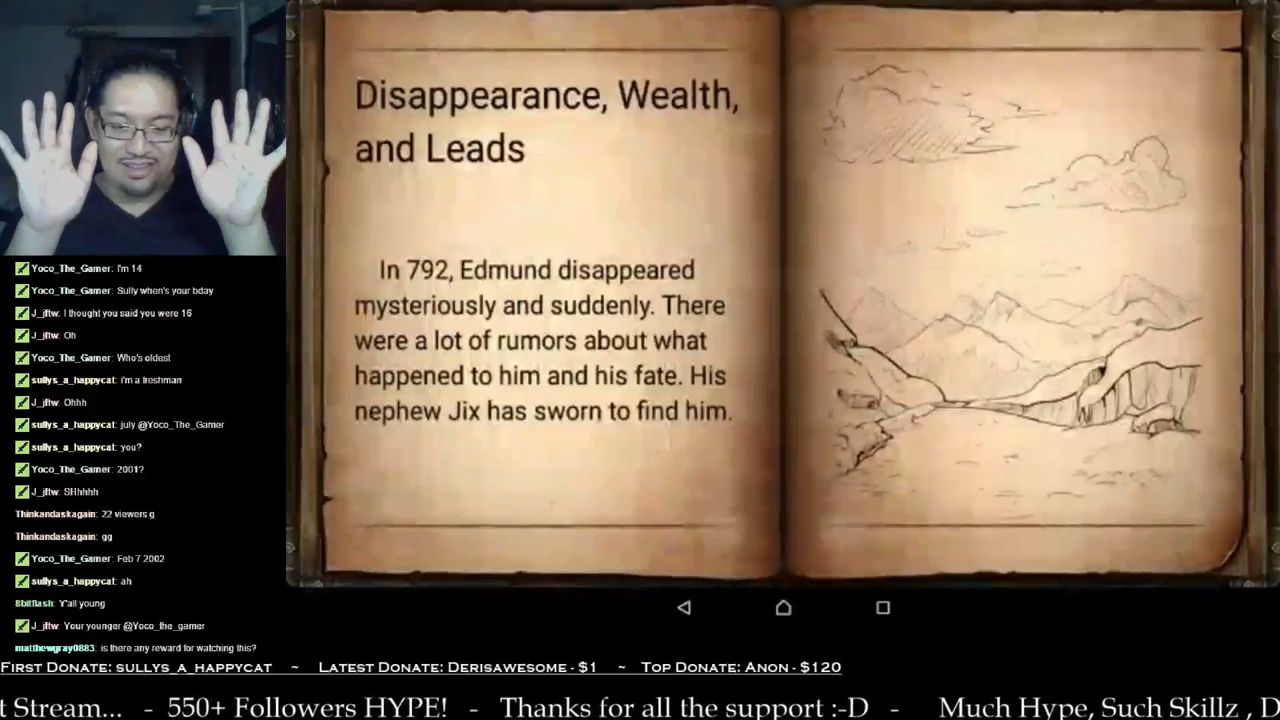 Disappearance, Wealth,
and Leads
In 792, Edmund disappeared
mysteriously and suddenly. There
were a lot of rumors about what
happened to him and his fate. His
nephew Jix has sworn to find him.
Yoco_The_Gamer: I'm 14
Yoco_The_Gamer: Sully when's your bday
J_jftw: I thought you said you were 16
J_jftw: Oh
Yoco_The_Gamer: Who's oldest
sullys_a_happycat: i'm a freshman
J_jftw: Ohhh
sullys_a_happycat: july @Yoco_The_Gamer
sullys_a_happycat: you?
Yoco_The_Gamer: 2001?
J_jftw: SHhhhh
Thinkandaskagain: 22 viewers g
Thinkandaskagain: gg
Yoco_The_Gamer: Feb 7 2002
sullys_a_happycat: ah
8bitflash: Y'all young
J_jftw: Your younger @Yoco_the_gamer
matthewgray0883: is there any reward for watching this?
First Donate: sullys_a_happycat ~ Latest Donate: Derisawesome - $1 ~ Top Donate: Anon - $120
t Stream... - 550+ Followers HYPE! - Thanks for all the support :-D - Much Hype, Such Skillz , D